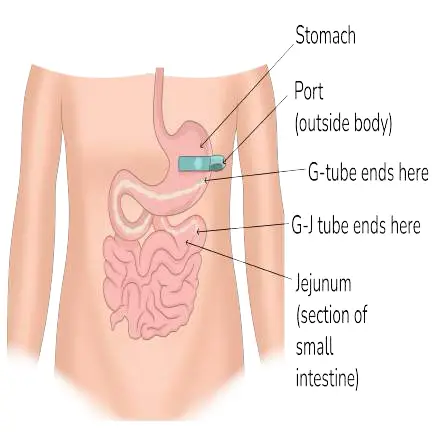 Stomach
Port
(outside body)
G-tube ends here
G-J tube ends here
Jejunum
(section of
small
intestine)